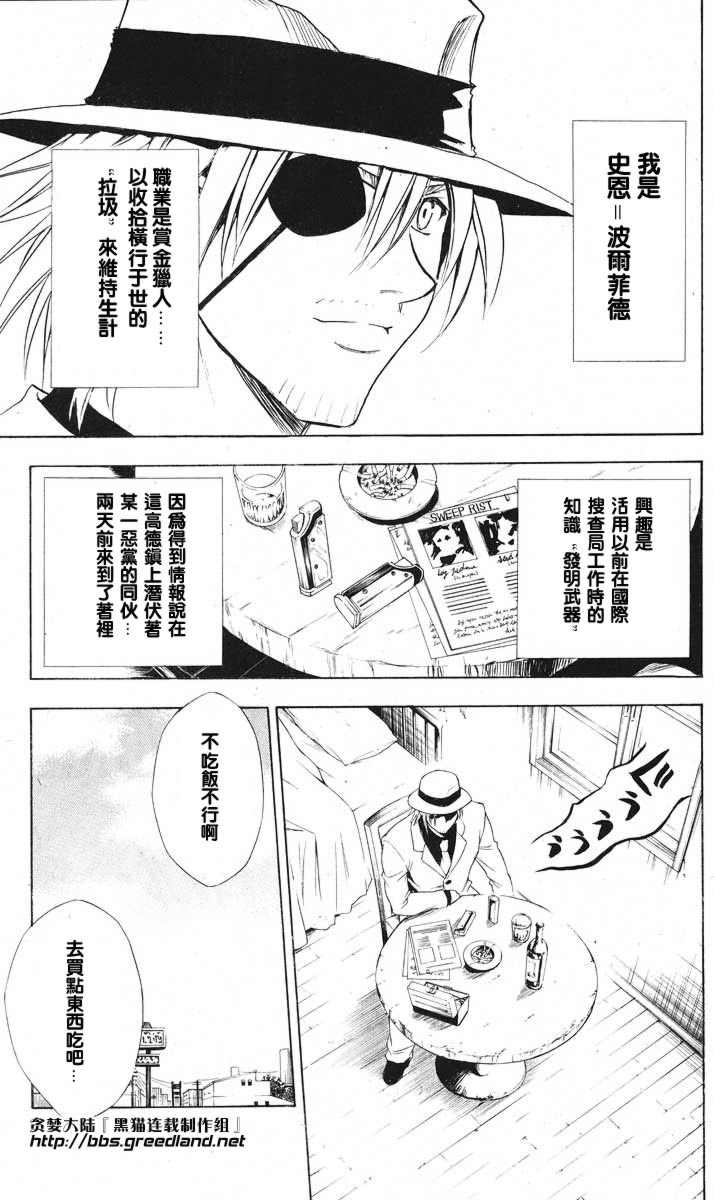 我是
史恩=波爾菲德
職業是賞金獵人……
以收拾橫行于世的
“拉圾”來維持生計
興趣是
活用以前在國際
搜查局工作時的
知識“發明武器”
SWEEP RIST
因爲得到情報說在
這高德鎮上潛伏著
某一惡黨的同伙…
兩天前來到了著裡
ぐぅぅぅ
不吃飯不行啊
去買點東西吃吧…
贪婪大陆『黑猫连载制作组』
http://bbs.greedland.net